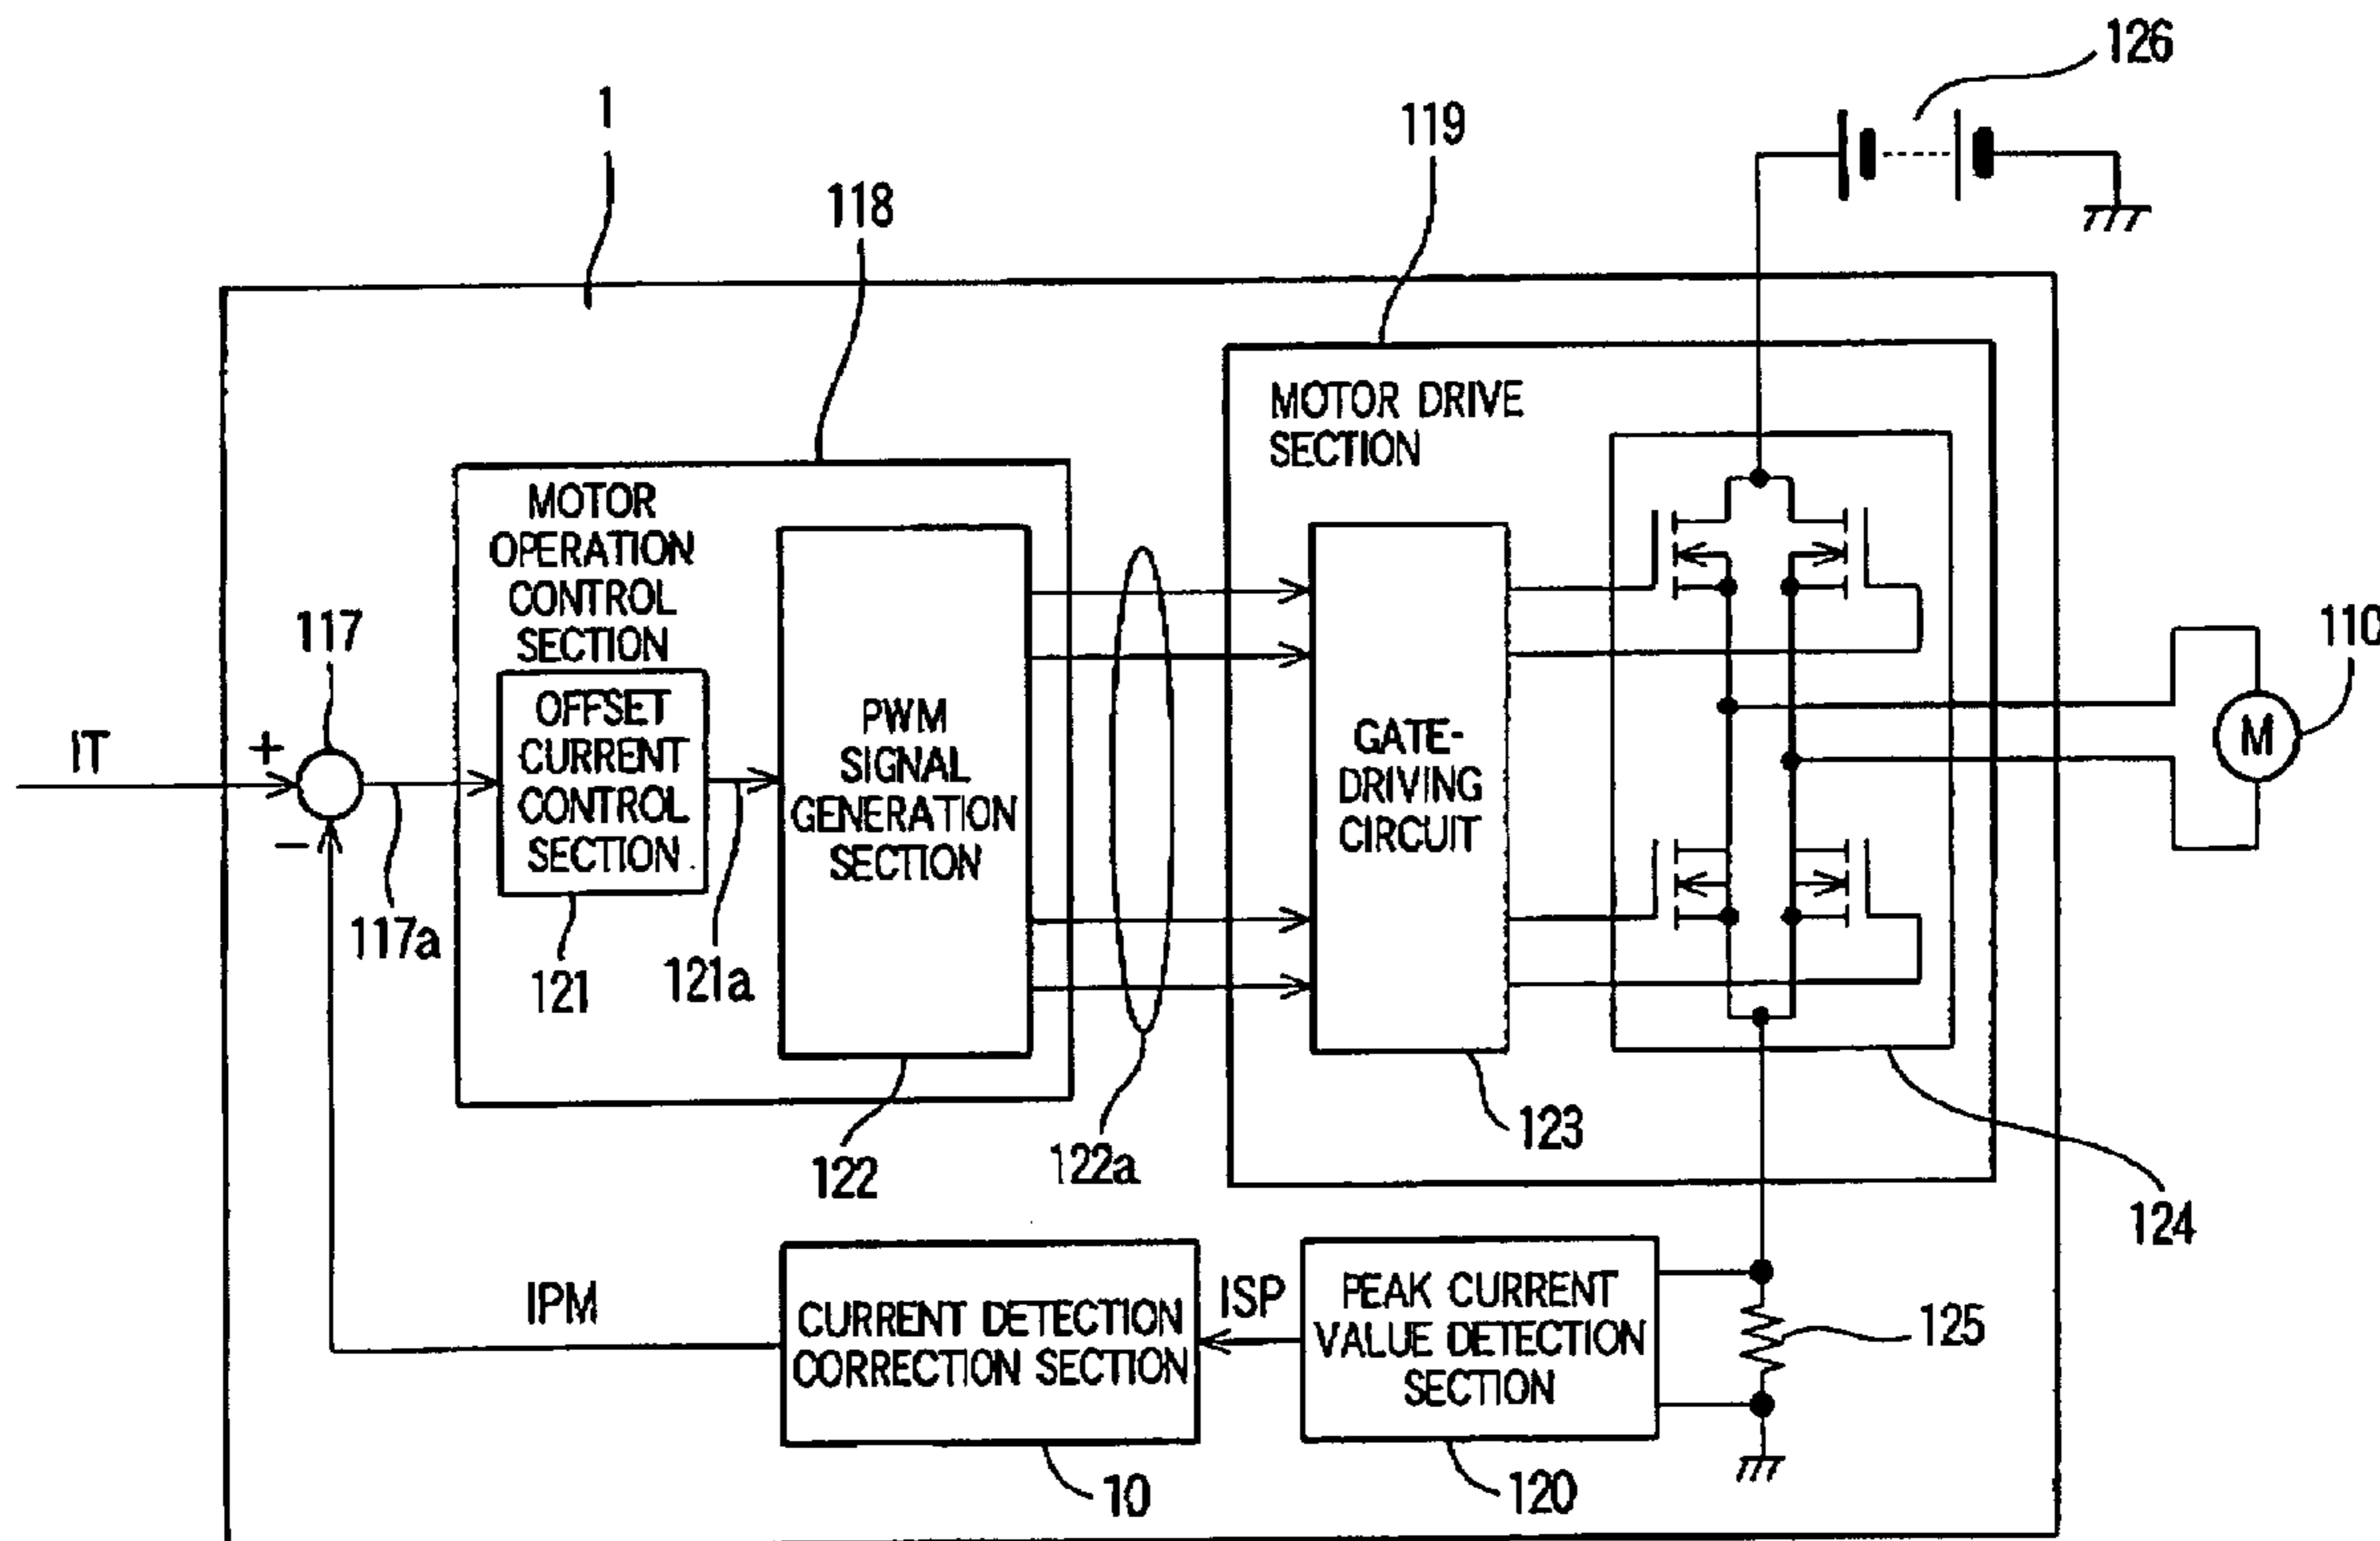 126
1
119
118
MOTOR DRIVE
SECTION
MOTOR
OPERATION
CONTROL
SECTION
117
110
OFFSET
CURRENT
CONTROL
SECTION
PWM
SIGNAL
GENERATION
SECTION
GATE-
DRIVING
CIRCUIT
M
IT
+
−
117a
121
121a
122
122a
123
124
IPM
CURRENT DETECTION
CORRECTION SECTION
ISP
PEAK CURRENT
VALUE DETECTION
SECTION
125
10
120